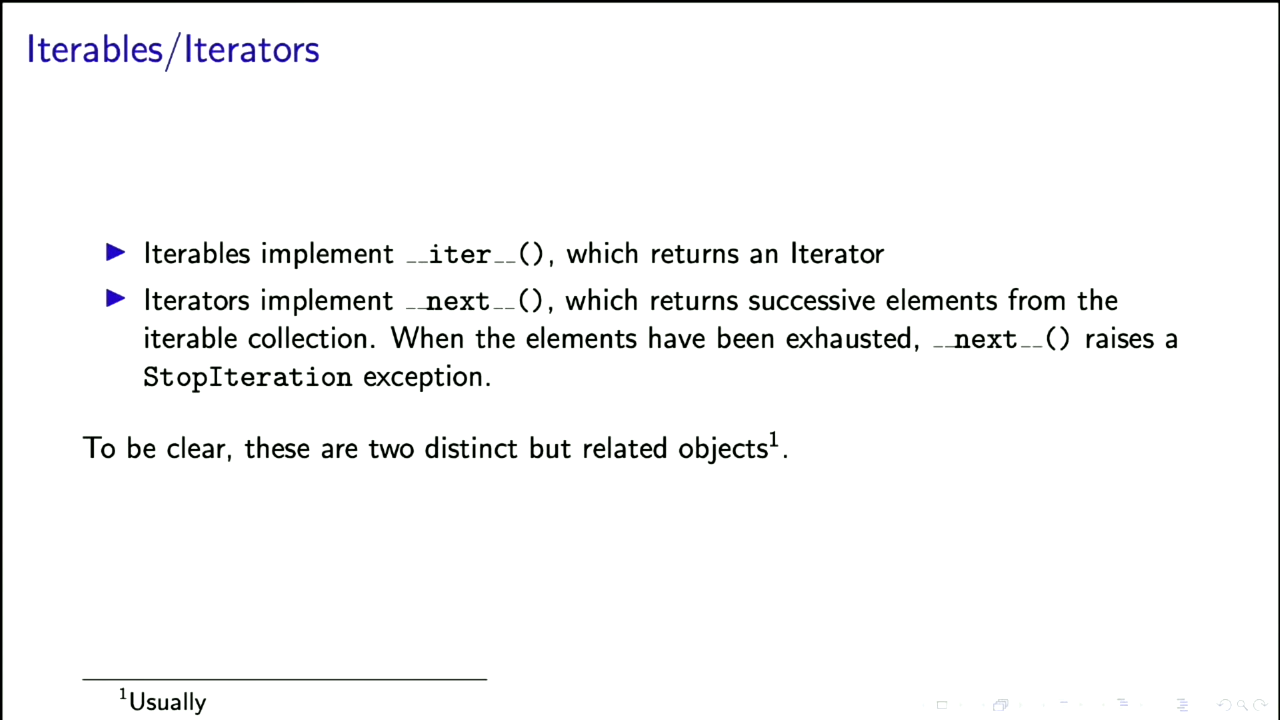 Iterables/Iterators
▶ Iterables implement __iter__(), which returns an Iterator
▶ Iterators implement __next__(), which returns successive elements from the
iterable collection. When the elements have been exhausted, __next__() raises a
StopIteration exception.
To be clear, these are two distinct but related objects¹.
¹Usually